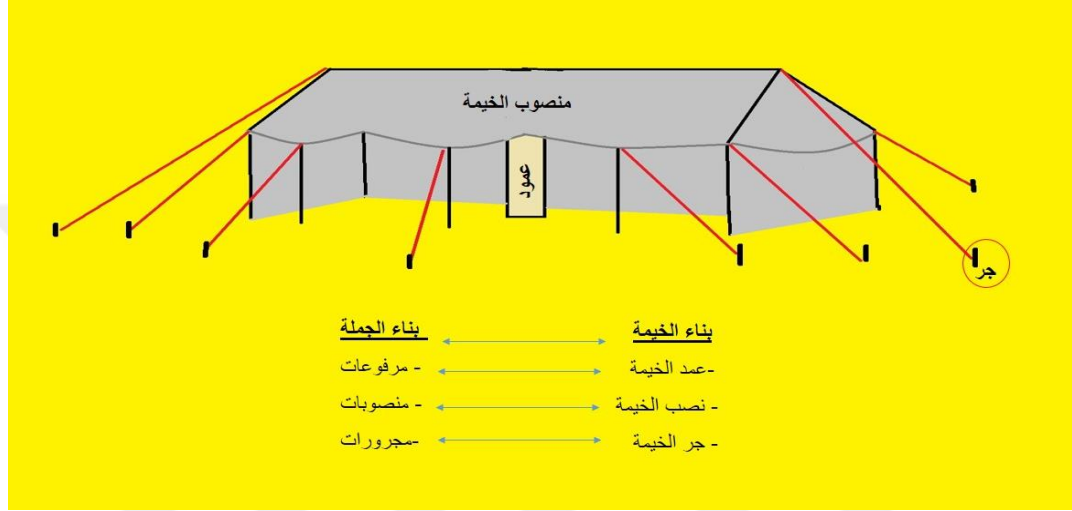 منصوب الخيمة
عمود
جر
بناء الخيمة بناء الجملة
-عمد الخيمة - مرفوعات
- نصب الخيمة - منصوبات
- جر الخيمة -مجرورات